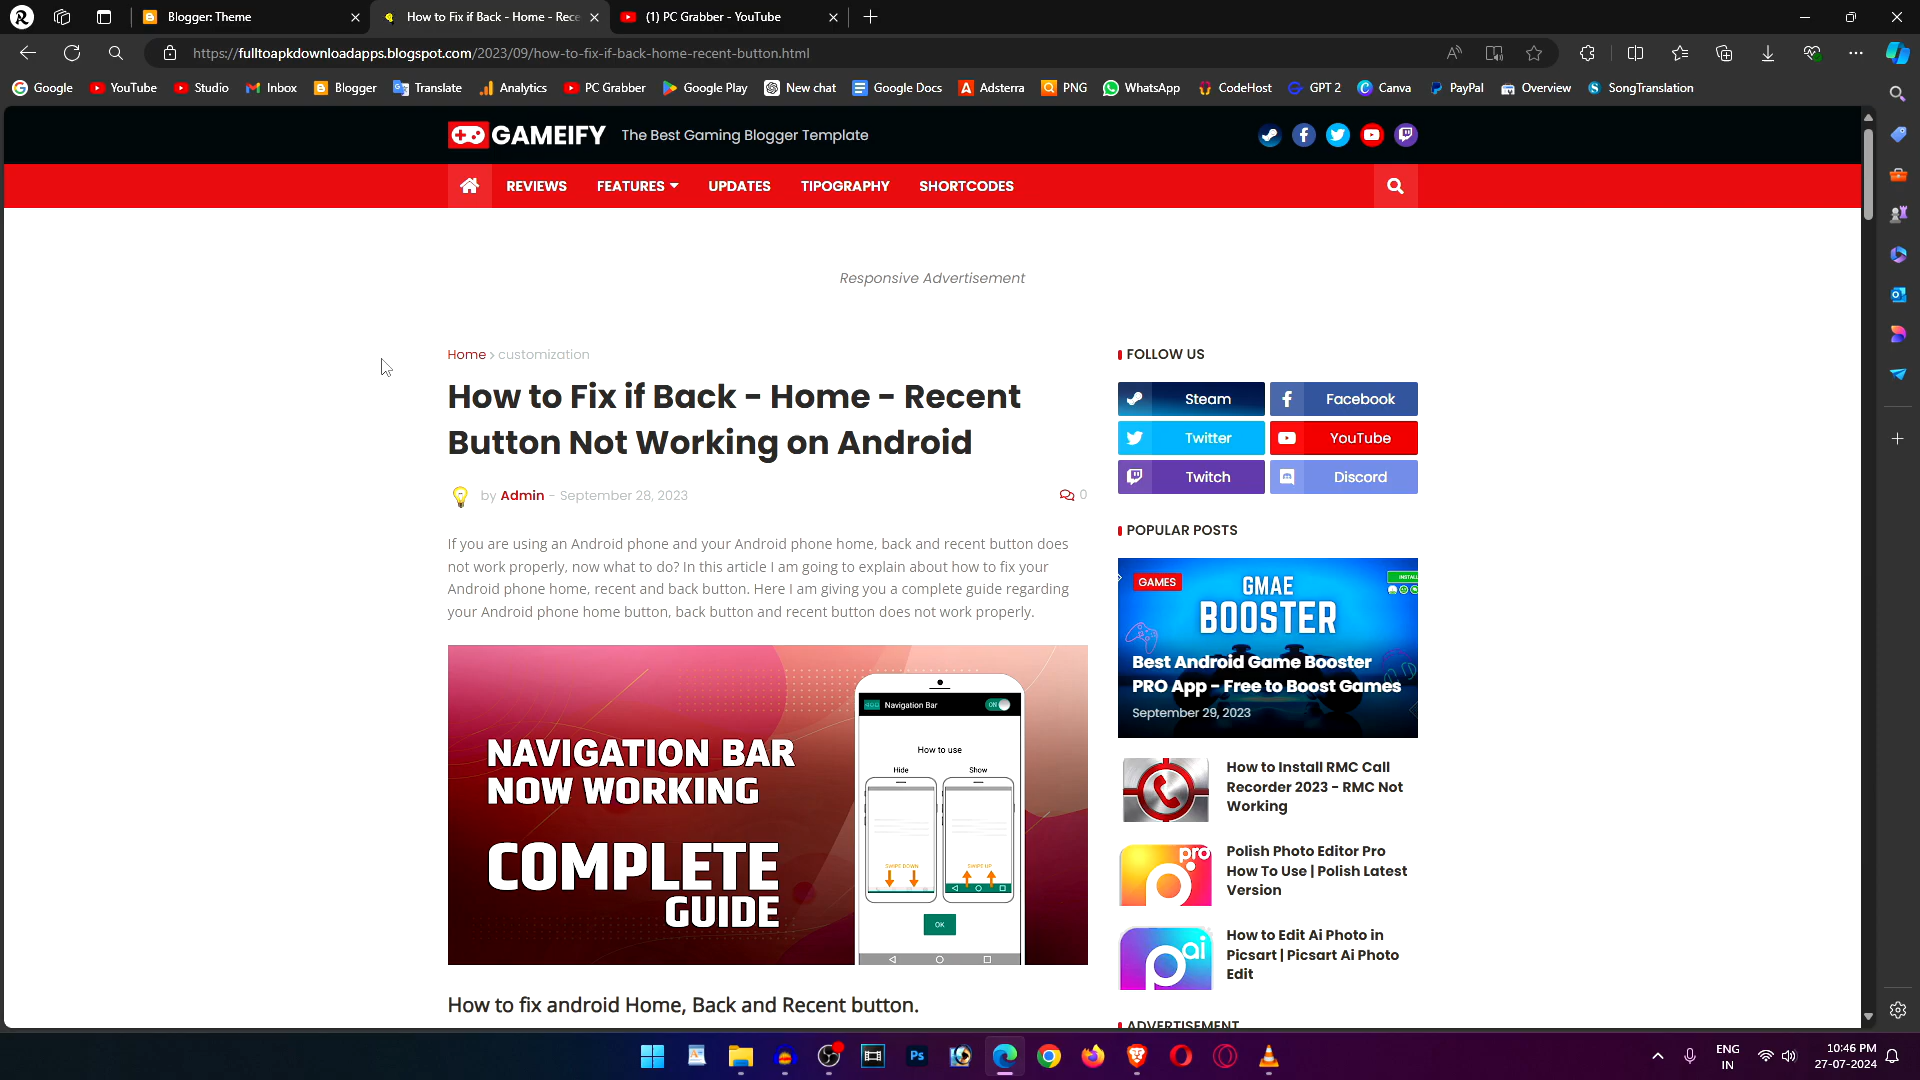 Blogger: Theme
How to Fix if Back - Home - Rece
(1) PC Grabber - YouTube
https://fulltoapkdownloadapps.blogspot.com/2023/09/how-to-fix-if-back-home-recent-button.html
Google YouTube Studio Inbox Blogger Translate Analytics PC Grabber Google Play New chat Google Docs Adsterra PNG WhatsApp CodeHost GPT 2 Canva PayPal Overview SongTranslation
GAMEIFY The Best Gaming Blogger Template
REVIEWS FEATURES UPDATES TIPOGRAPHY SHORTCODES
Responsive Advertisement
Home > customization
How to Fix if Back - Home - Recent
Button Not Working on Android
by Admin - September 28, 2023
0
If you are using an Android phone and your Android phone home, back and recent button does
not work properly, now what to do? In this article I am going to explain about how to fix your
Android phone home, recent and back button. Here I am giving you a complete guide regarding
your Android phone home button, back button and recent button does not work properly.
NAVIGATION BAR
NOW WORKING
COMPLETE
GUIDE
Navigation Bar
ON
How to use
Hide Show
SWIPE DOWN SWIPE UP
OK
How to fix android Home, Back and Recent button.
FOLLOW US
Steam Facebook
Twitter YouTube
Twitch Discord
POPULAR POSTS
GAMES
GMAE
BOOSTER
INSTALL
Best Android Game Booster
PRO App - Free to Boost Games
September 29, 2023
How to Install RMC Call
Recorder 2023 - RMC Not
Working
pro
Polish Photo Editor Pro
How To Use | Polish Latest
Version
ai
How to Edit Ai Photo in
Picsart | Picsart Ai Photo
Edit
ADVERTISEMENT
Ps
ENG
IN
10:46 PM
27-07-2024